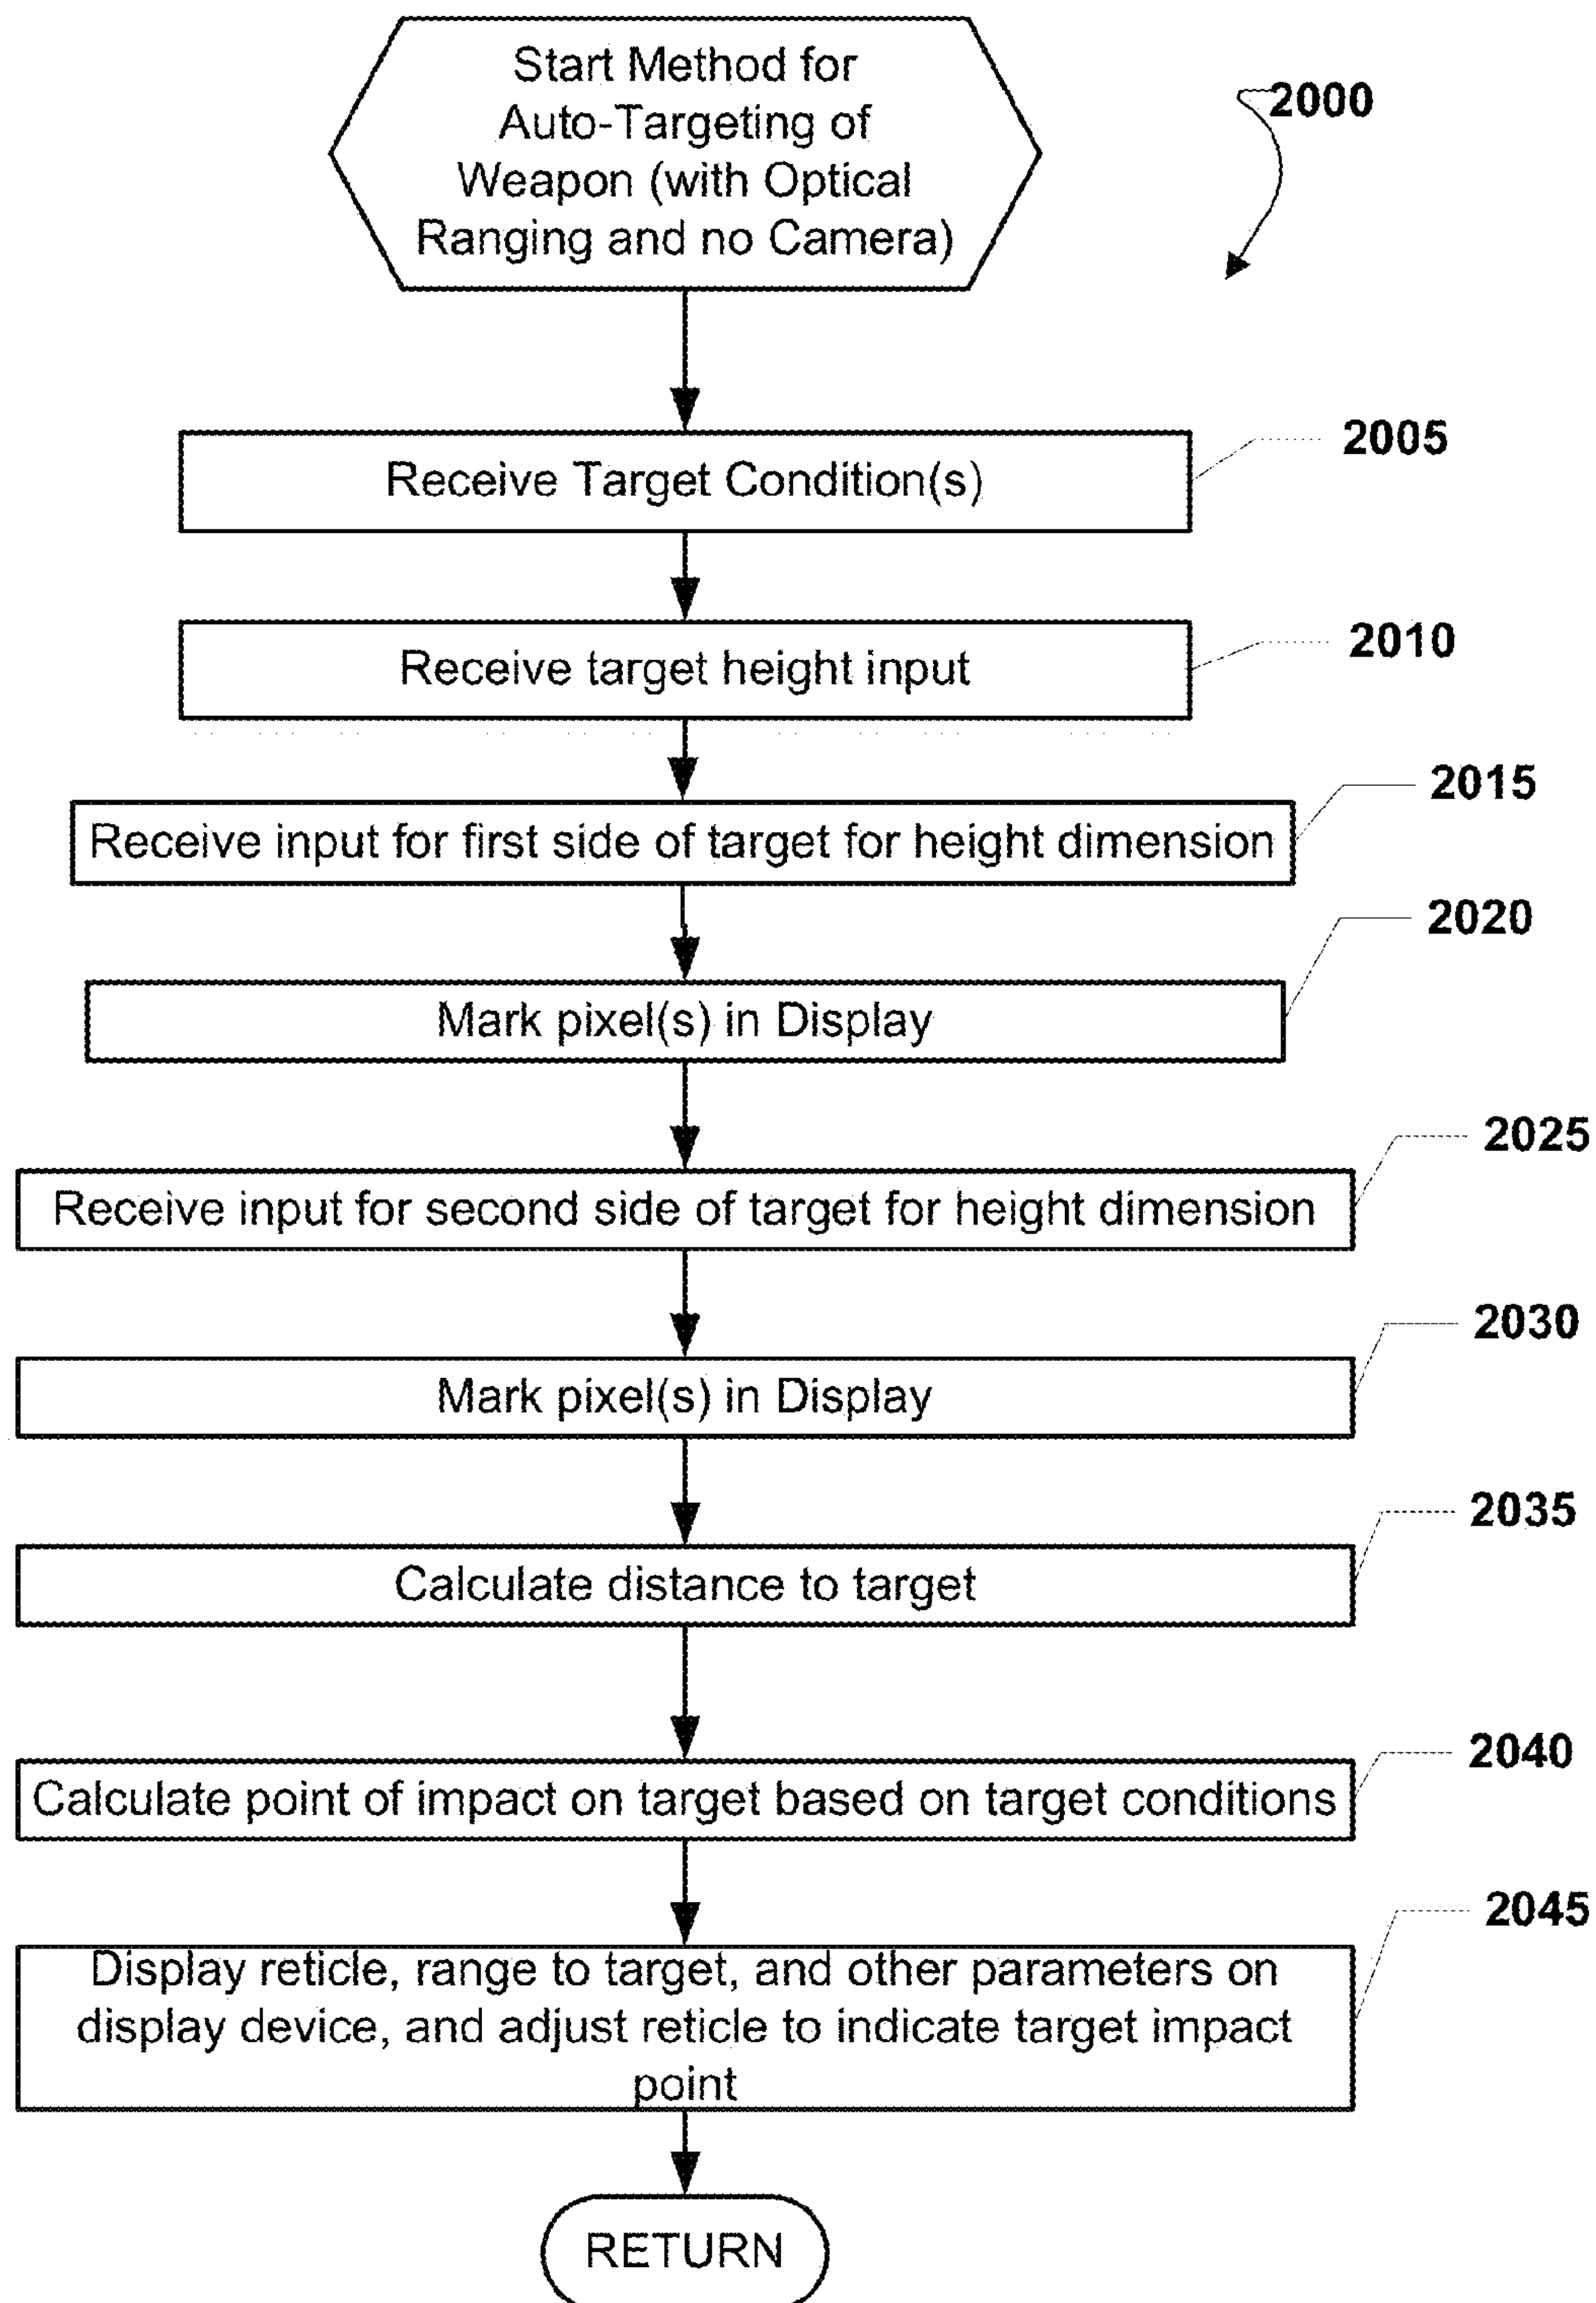 Start Method for
Auto-Targeting of
Weapon (with Optical
Ranging and no Camera)
2000
Receive Target Condition(s)
2005
Receive target height input
2010
Receive input for first side of target for height dimension
2015
Mark pixel(s) in Display
2020
Receive input for second side of target for height dimension
2025
Mark pixel(s) in Display
2030
Calculate distance to target
2035
Calculate point of impact on target based on target conditions
2040
Display reticle, range to target, and other parameters on
display device, and adjust reticle to indicate target impact
point
2045
RETURN